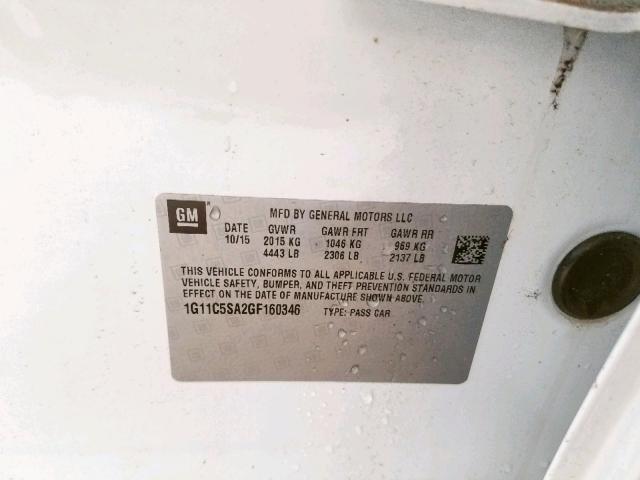 GM
MFD BY GENERAL MOTORS LLC
DATE GVWR GAWR FRT GAWR RR
10/15 2015 KG 1046 KG 969 KG
4443 LB 2306 LB 2137 LB
THIS VEHICLE CONFORMS TO ALL APPLICABLE U.S. FEDERAL MOTOR
VEHICLE SAFETY, BUMPER, AND THEFT PREVENTION STANDARDS IN
EFFECT ON THE DATE OF MANUFACTURE SHOWN ABOVE.
1G11C5SA2GF160346 TYPE: PASS CAR